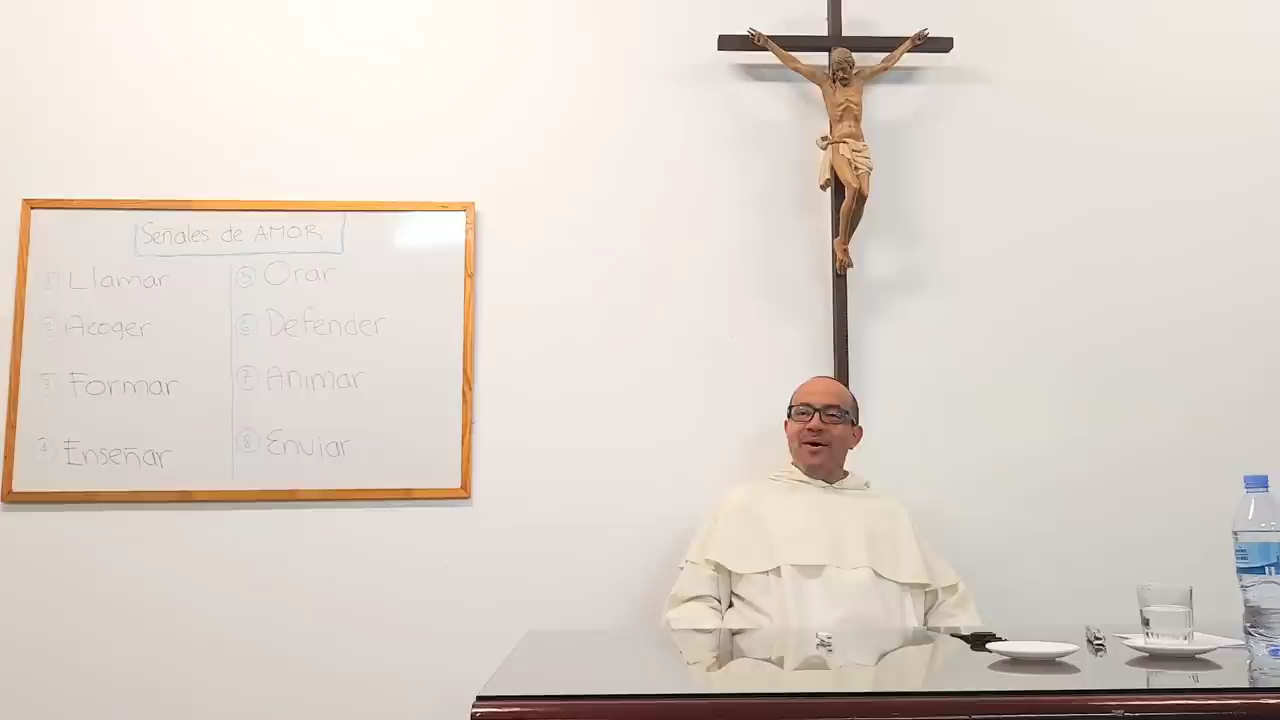 Señales de AMOR
1 Llamar
2 Acoger
3 Formar
4 Enseñar
5 Orar
6 Defender
7 Animar
8 Enviar